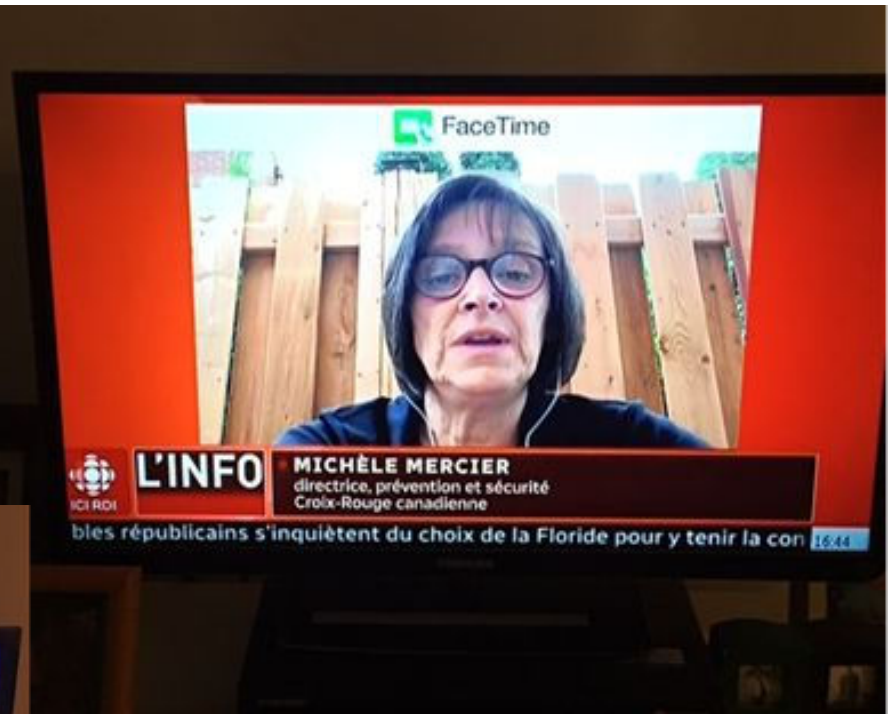 FaceTime
L'INFO
MICHÈLE MERCIER
directrice, prévention et sécurité
Croix-Rouge canadienne
ICI RDI
bles républicains s'inquiètent du choix de la Floride pour y tenir la con
16:44